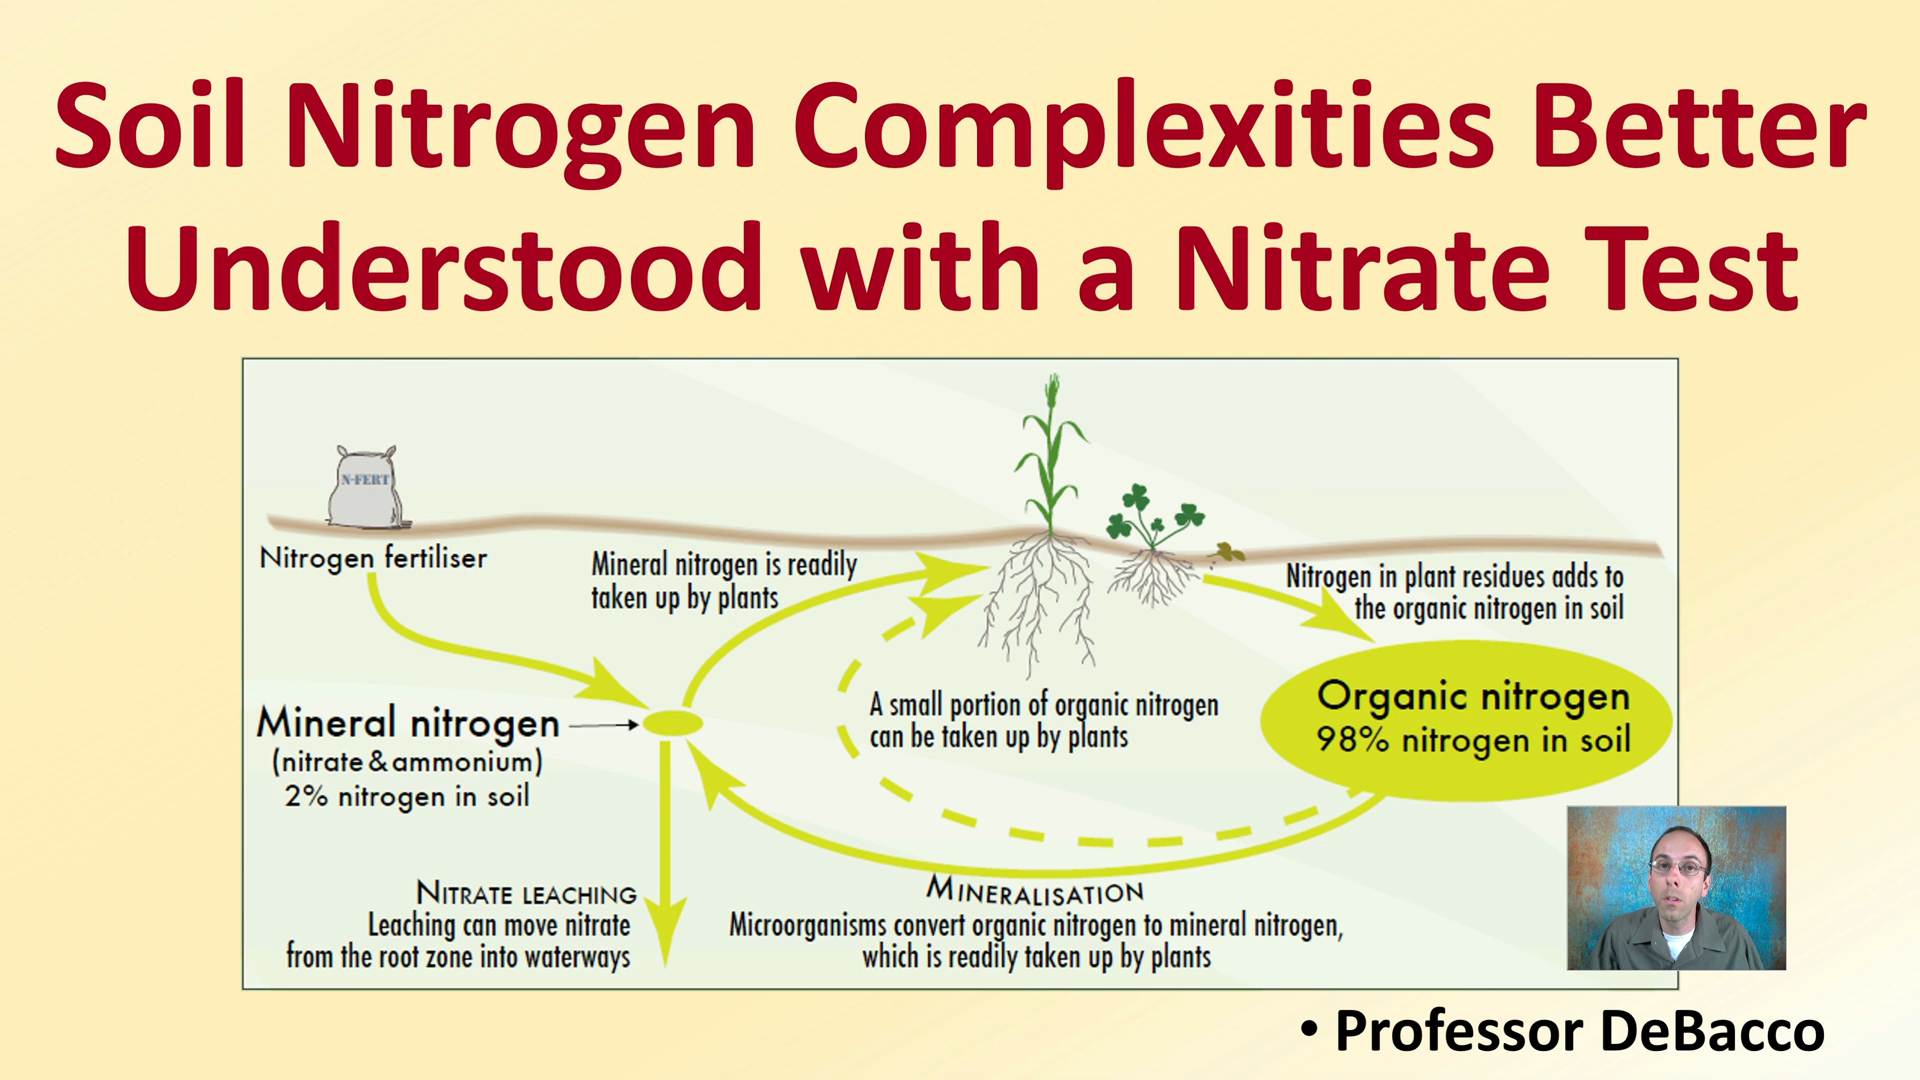 Soil Nitrogen Complexities Better
Understood with a Nitrate Test
N-FERT
Nitrogen fertiliser
Mineral nitrogen is readily
taken up by plants
Nitrogen in plant residues adds to
the organic nitrogen in soil
Mineral nitrogen
(nitrate & ammonium)
2% nitrogen in soil
A small portion of organic nitrogen
can be taken up by plants
Organic nitrogen
98% nitrogen in soil
NITRATE LEACHING
Leaching can move nitrate
from the root zone into waterways
MINERALISATION
Microorganisms convert organic nitrogen to mineral nitrogen,
which is readily taken up by plants
• Professor DeBacco